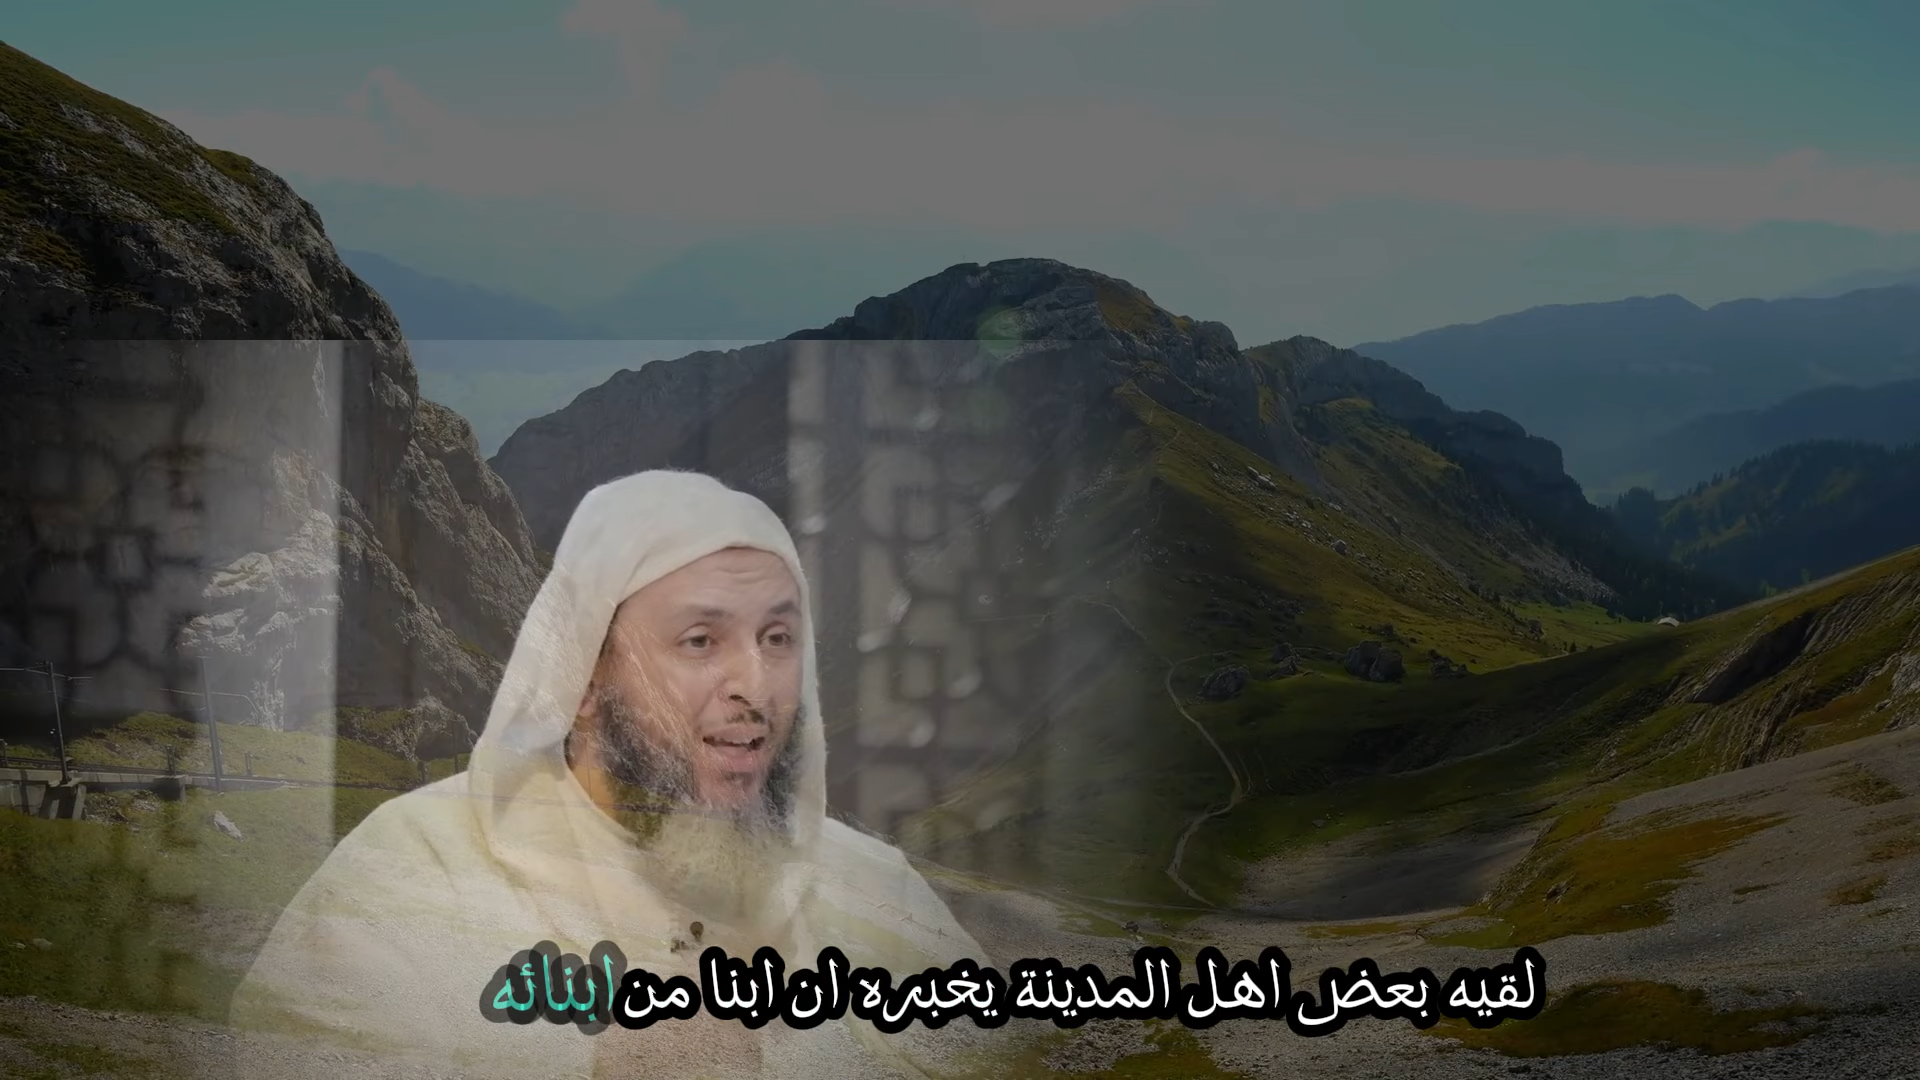 لقيه بعض اهل المدينة يخبره ان ابنا من ابنائه